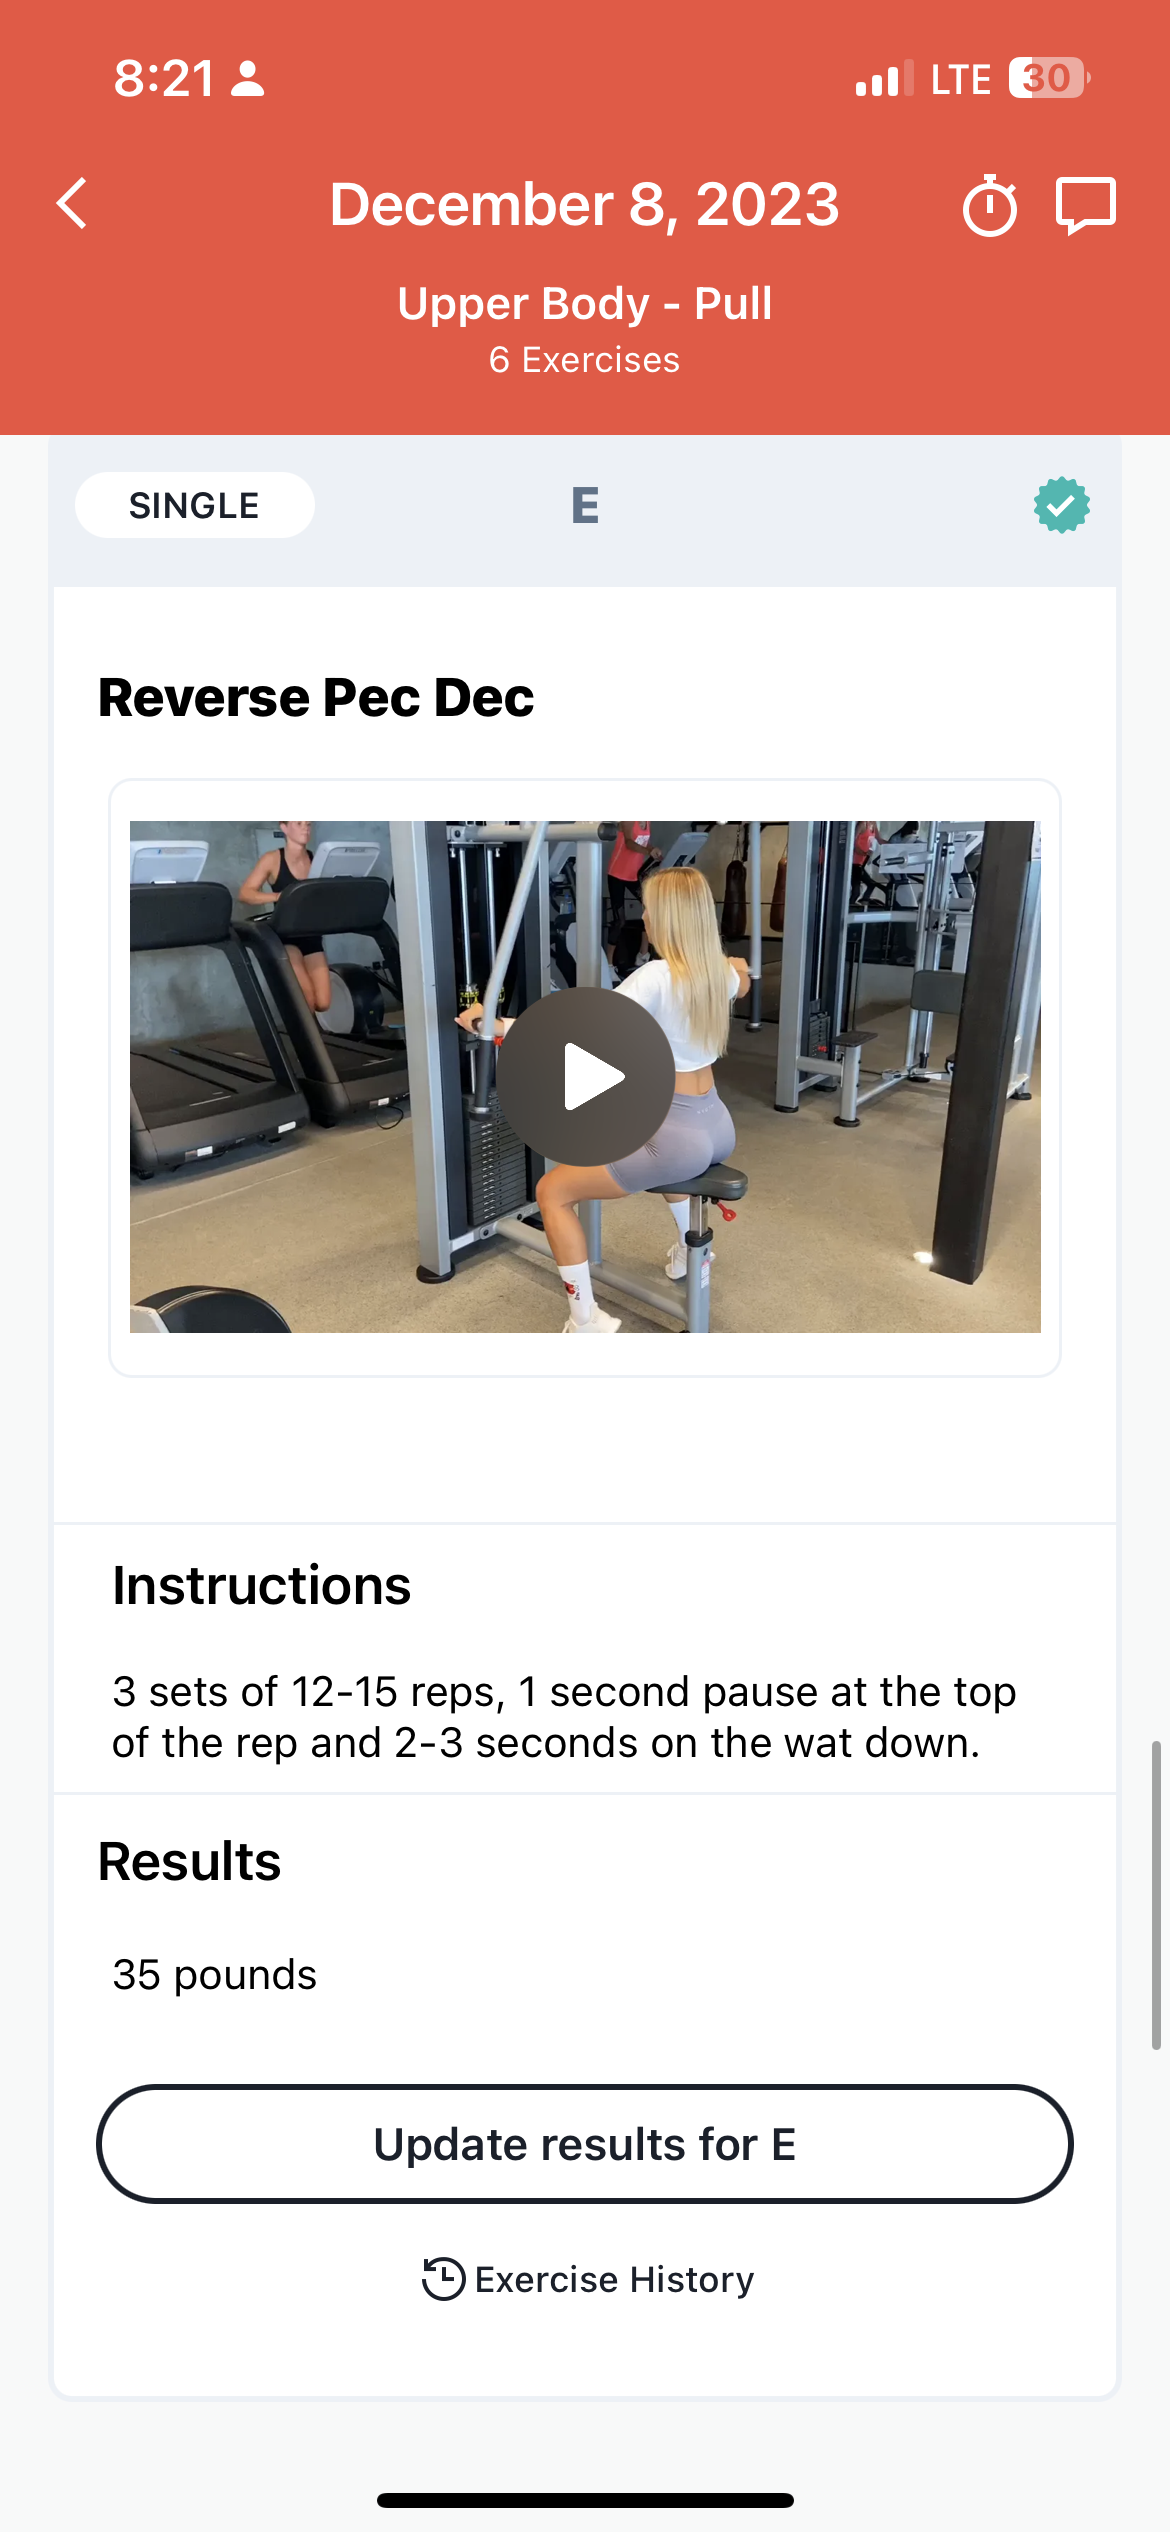 8:21
LTE 30
December 8, 2023
Upper Body - Pull
6 Exercises
SINGLE
E
Reverse Pec Dec
Instructions
3 sets of 12-15 reps, 1 second pause at the top
of the rep and 2-3 seconds on the wat down.
Results
35 pounds
Update results for E
Exercise History